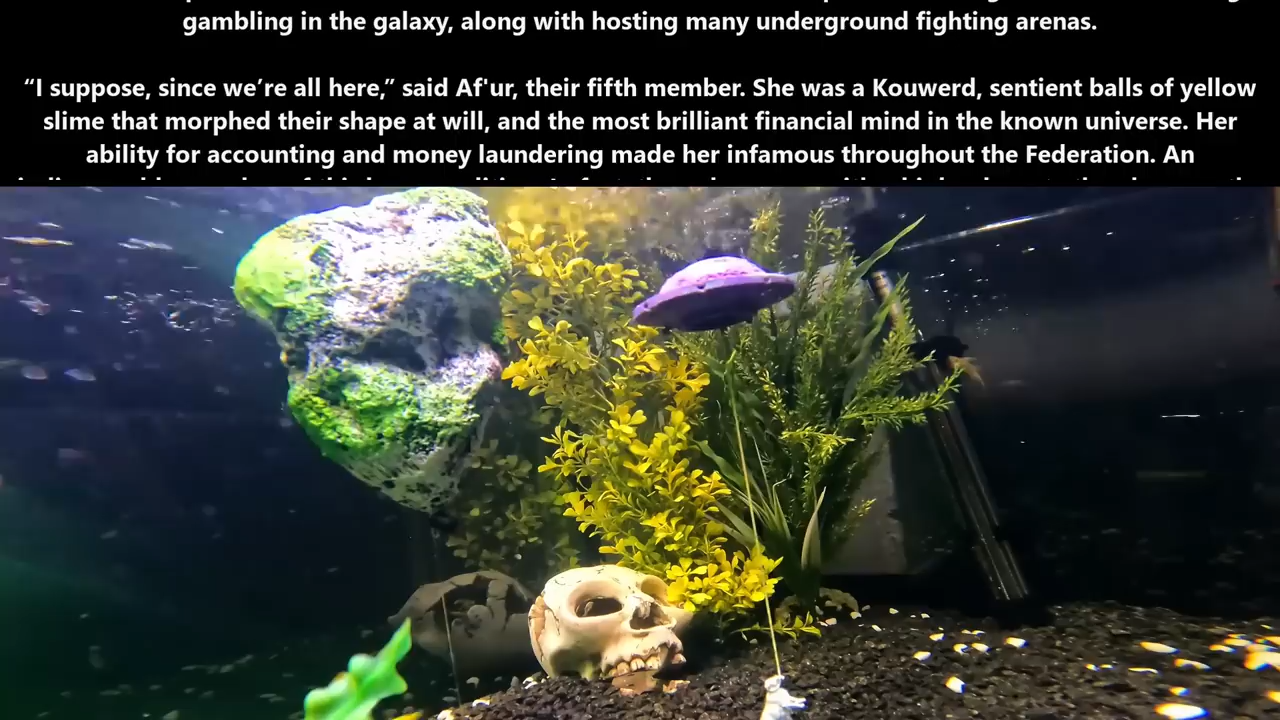 gambling in the galaxy, along with hosting many underground fighting arenas.
“I suppose, since we’re all here,” said Af'ur, their fifth member. She was a Kouwerd, sentient balls of yellow
slime that morphed their shape at will, and the most brilliant financial mind in the known universe. Her
ability for accounting and money laundering made her infamous throughout the Federation. An